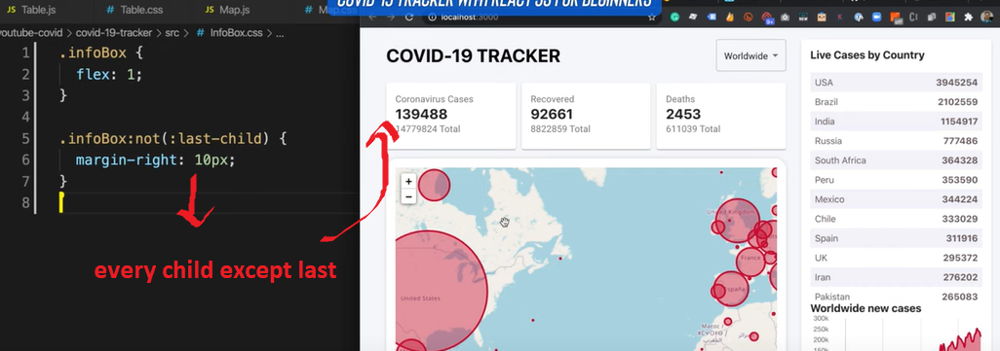 COVID-19 TRACKER WITH REACT JS FOR BEGINNERS
Table.js
Table.css
Map.js
localhost:3000
youtube-covid > covid-19-tracker > src > # InfoBox.css > ...
1 .infoBox {
2 flex: 1;
3 }
4
5 .infoBox:not(:last-child) {
6 margin-right: 10px;
7 }
8
every child except last
COVID-19 TRACKER
Worldwide
Coronavirus Cases
139488
14779824 Total
Recovered
92661
8822859 Total
Deaths
2453
611039 Total
+
−
United States
United Kingdom
France
España
Maroc /
المغرب
Live Cases by Country
USA 3945254
Brazil 2102559
India 1154917
Russia 777486
South Africa 364328
Peru 353590
Mexico 344224
Chile 333029
Spain 311916
UK 295372
Iran 276202
Pakistan 265083
Worldwide new cases
300k
250k
200k
150k